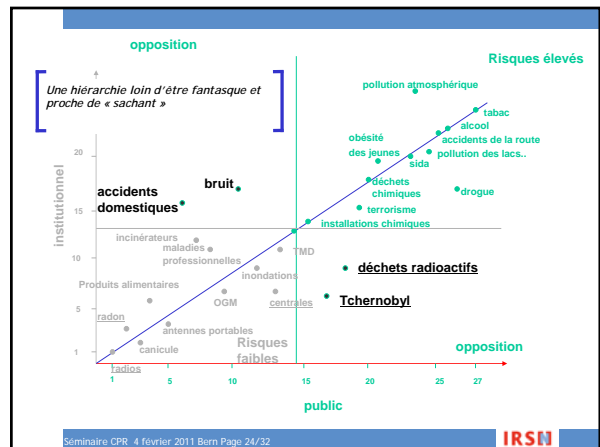 opposition
Risques élevés
Une hiérarchie loin d'être fantasque et
proche de « sachant »
pollution atmosphérique
tabac
alcool
accidents de la route
pollution des lacs..
obésité
des jeunes
sida
20
déchets
chimiques
drogue
bruit
accidents
domestiques
terrorisme
installations chimiques
15
institutionnel
incinérateurs
maladies
professionnelles
TMD
10
inondations
déchets radioactifs
Produits alimentaires
OGM
centrales
Tchernobyl
5
radon
antennes portables
canicule
Risques
faibles
opposition
1
radios
1
5
10
15
20
25
27
public
Séminaire CPR 4 février 2011 Bern Page 24/32
IRSN